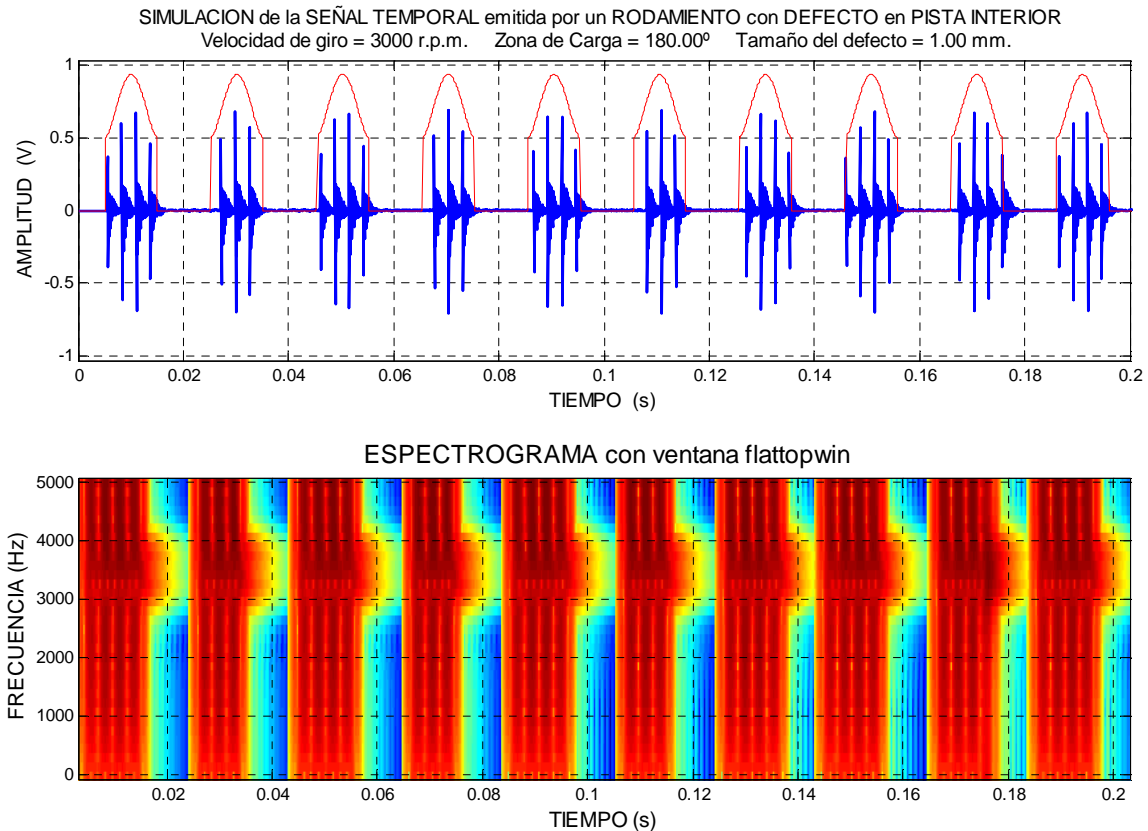 SIMULACION de la SEÑAL TEMPORAL emitida por un RODAMIENTO con DEFECTO en PISTA INTERIOR
Velocidad de giro = 3000 r.p.m. Zona de Carga = 180.00º Tamaño del defecto = 1.00 mm.
AMPLITUD (V)
1
0.5
0
-0.5
-1
0 0.02 0.04 0.06 0.08 0.1 0.12 0.14 0.16 0.18 0.2
TIEMPO (s)
ESPECTROGRAMA con ventana flattopwin
FRECUENCIA (Hz)
5000
4000
3000
2000
1000
0
0.02 0.04 0.06 0.08 0.1 0.12 0.14 0.16 0.18 0.2
TIEMPO (s)